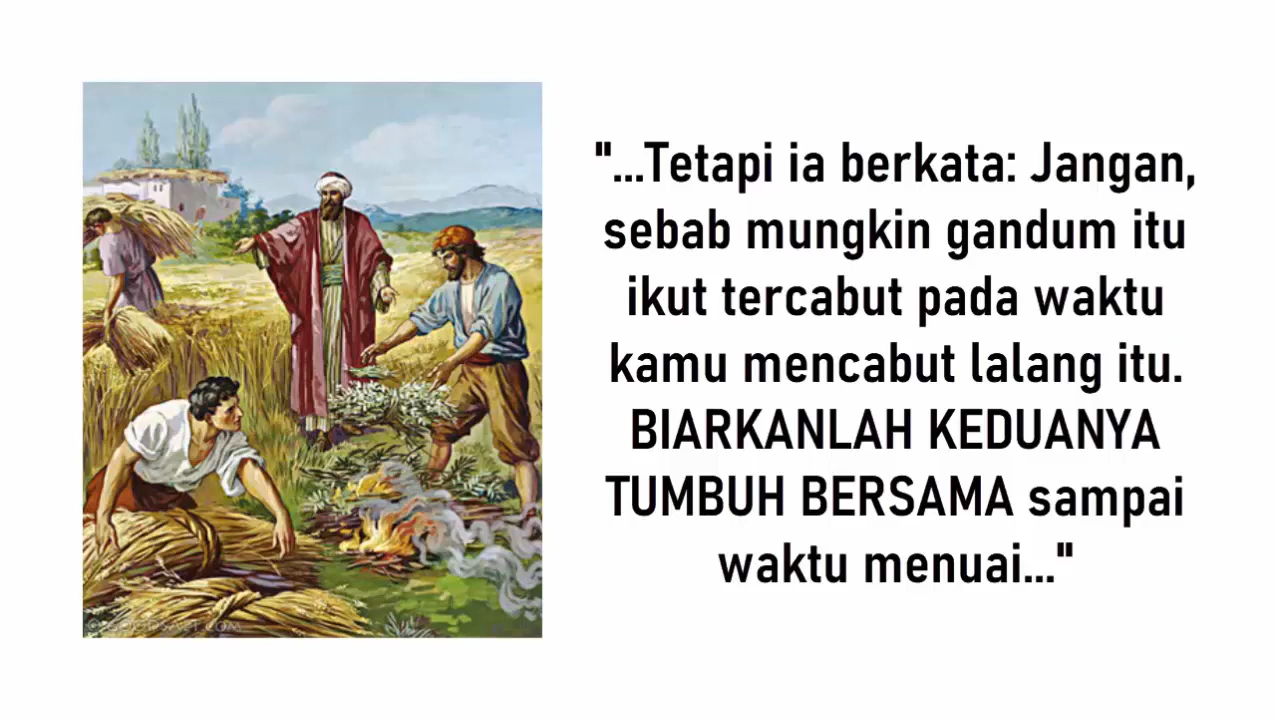 "...Tetapi ia berkata: Jangan,
sebab mungkin gandum itu
ikut tercabut pada waktu
kamu mencabut lalang itu.
BIARKANLAH KEDUANYA
TUMBUH BERSAMA sampai
waktu menuai..."